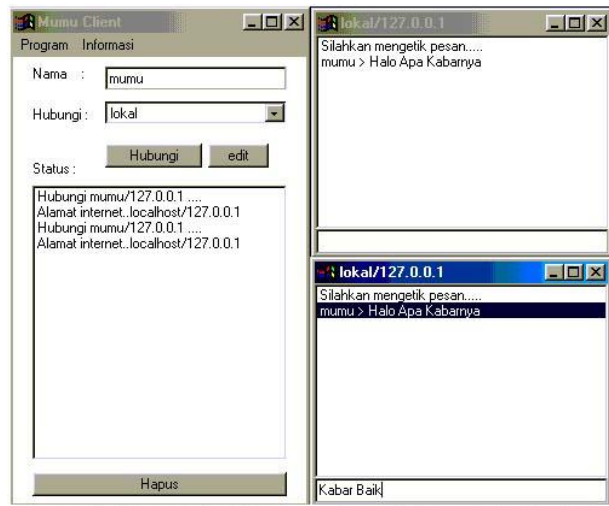 Mumu Client
Program Informasi
Nama : mumu
Hubungi : lokal
Hubungi edit
Status :
Hubungi mumu/127.0.0.1 ....
Alamat internet..localhost/127.0.0.1
Hubungi mumu/127.0.0.1 ....
Alamat internet..localhost/127.0.0.1
Hapus
lokal/127.0.0.1
Silahkan mengetik pesan.....
mumu > Halo Apa Kabarnya
lokal/127.0.0.1
Silahkan mengetik pesan.....
mumu > Halo Apa Kabarnya
Kabar Baik